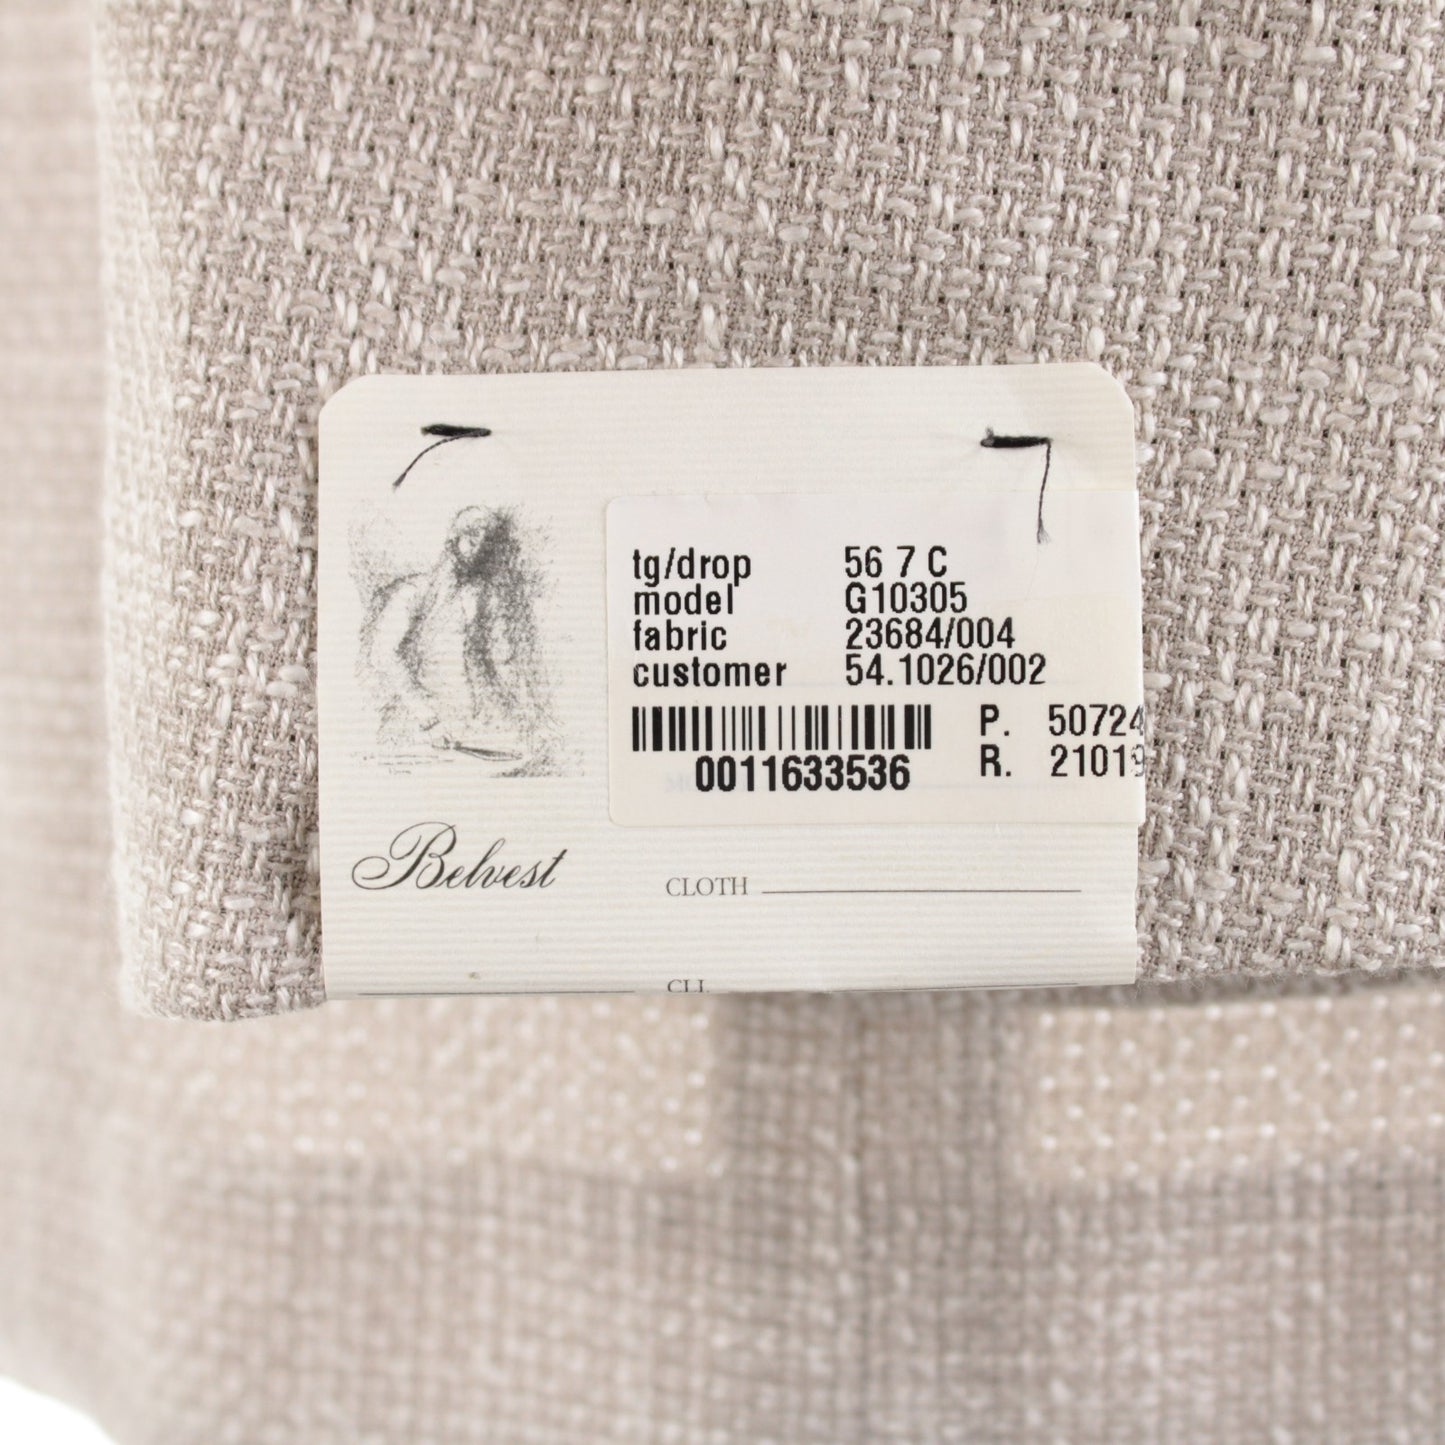 tg/drop 56 7 C
model G10305
fabric 23684/004
customer 54.1026/002
P. 50724
0011633536 R. 21019
Belvest
CLOTH